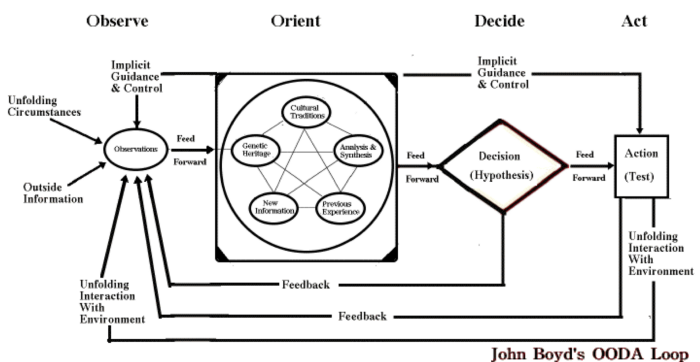 Observe
Orient
Decide
Act
Implicit
Guidance
& Control
Unfolding
Circumstances
Observations
Outside
Information
Feed
Forward
Cultural
Traditions
Genetic
Heritage
Analysis &
Synthesis
New
Information
Previous
Experience
Implicit
Guidance
& Control
Feed
Forward
Decision
(Hypothesis)
Feed
Forward
Action
(Test)
Unfolding
Interaction
With
Environment
Unfolding
Interaction
With
Environment
Feedback
Feedback
John Boyd's OODA Loop